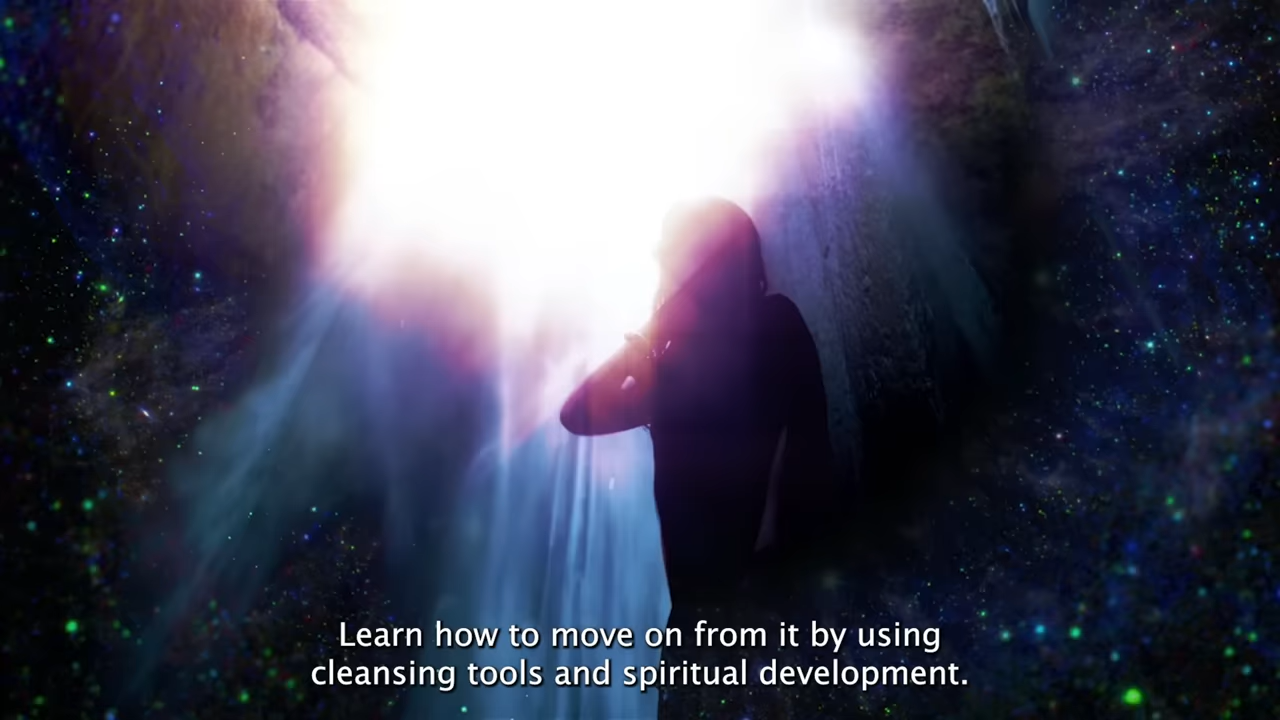 Learn how to move on from it by using
cleansing tools and spiritual development.